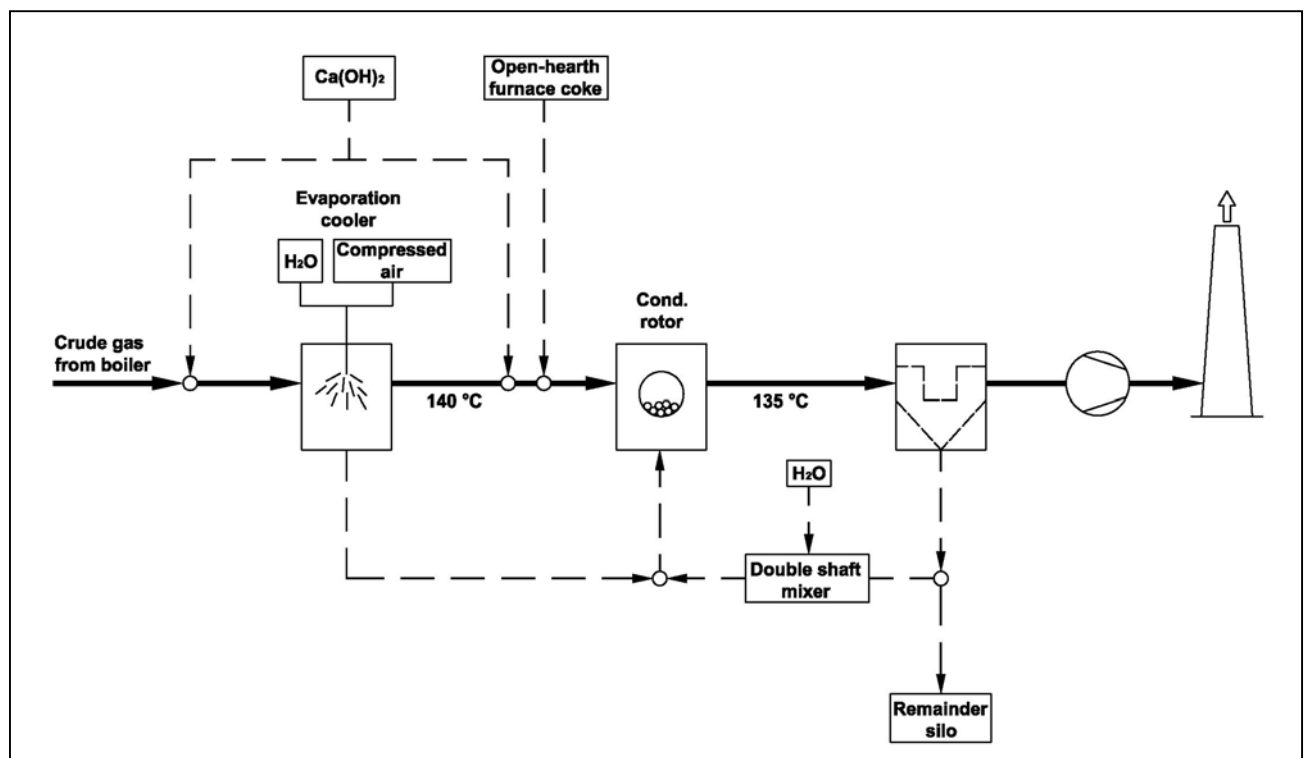 Ca(OH)₂
Open-hearth
furnace coke
Evaporation
cooler
H₂O
Compressed
air
Cond.
rotor
Crude gas
from boiler
140 °C
135 °C
H₂O
Double shaft
mixer
Remainder
silo